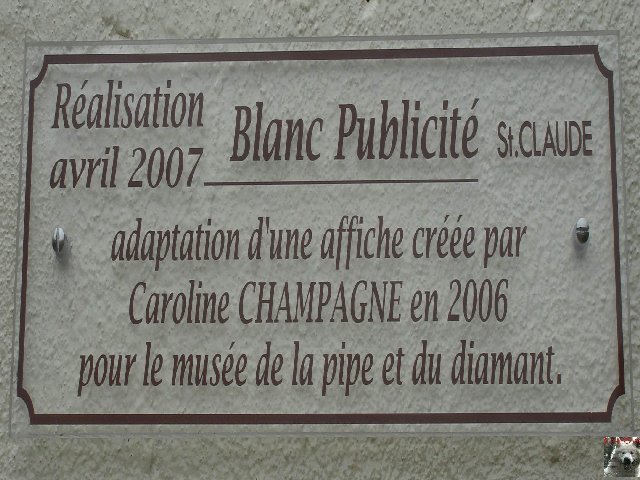 Réalisation
avril 2007 Blanc Publicité St.CLAUDE
adaptation d'une affiche créée par
Caroline CHAMPAGNE en 2006
pour le musée de la pipe et du diamant.